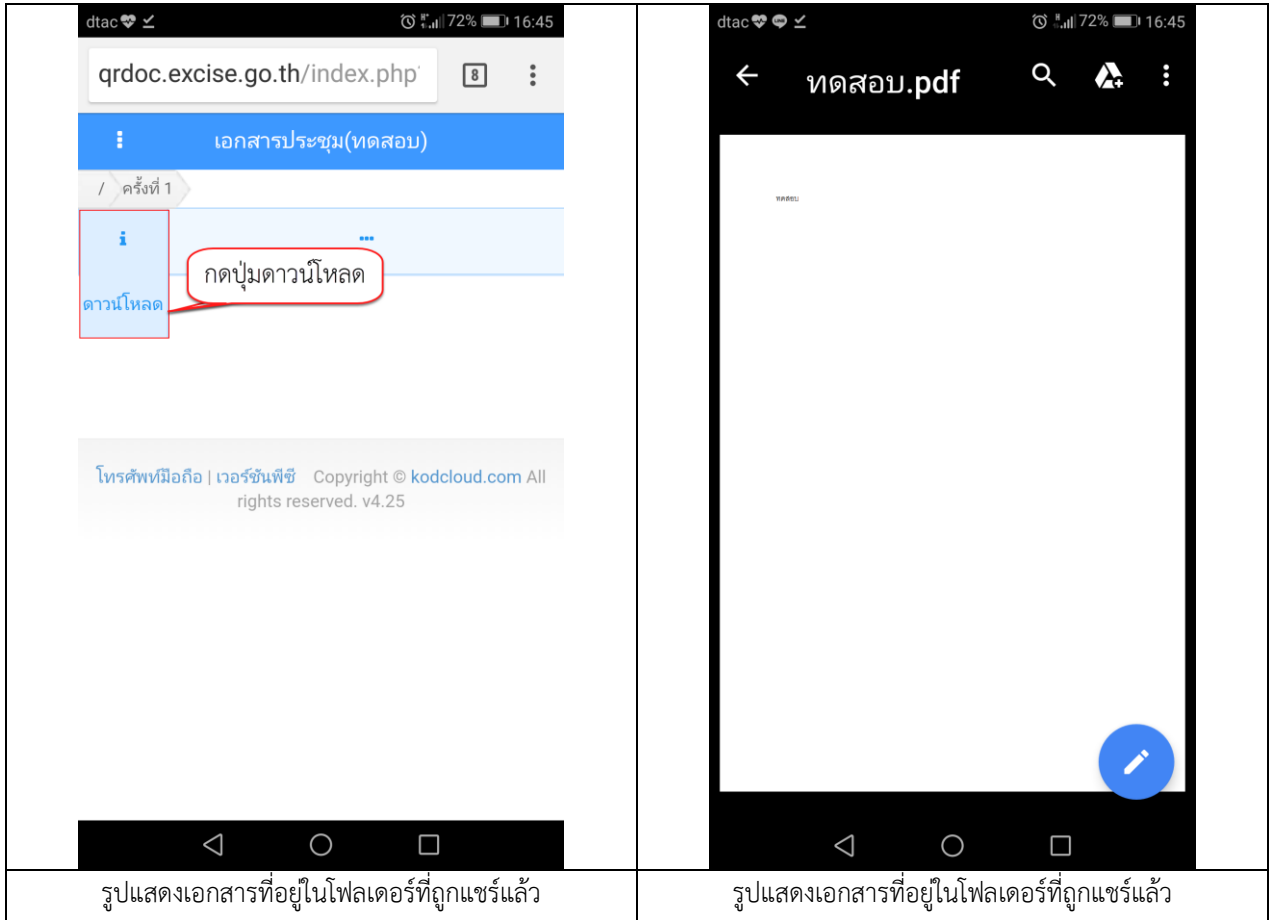 dtac 72% 16:45
qrdoc.excise.go.th/index.php 8
เอกสารประชุม(ทดสอบ)
/ ครั้งที่ 1
i
กดปุ่มดาวน์โหลด
ดาวน์โหลด
โทรศัพท์มือถือ | เวอร์ชันพีซี Copyright © kodcloud.com All
rights reserved. v4.25
รูปแสดงเอกสารที่อยู่ในโฟลเดอร์ที่ถูกแชร์แล้ว
dtac 72% 16:45
ทดสอบ.pdf
ทดสอบ
รูปแสดงเอกสารที่อยู่ในโฟลเดอร์ที่ถูกแชร์แล้ว